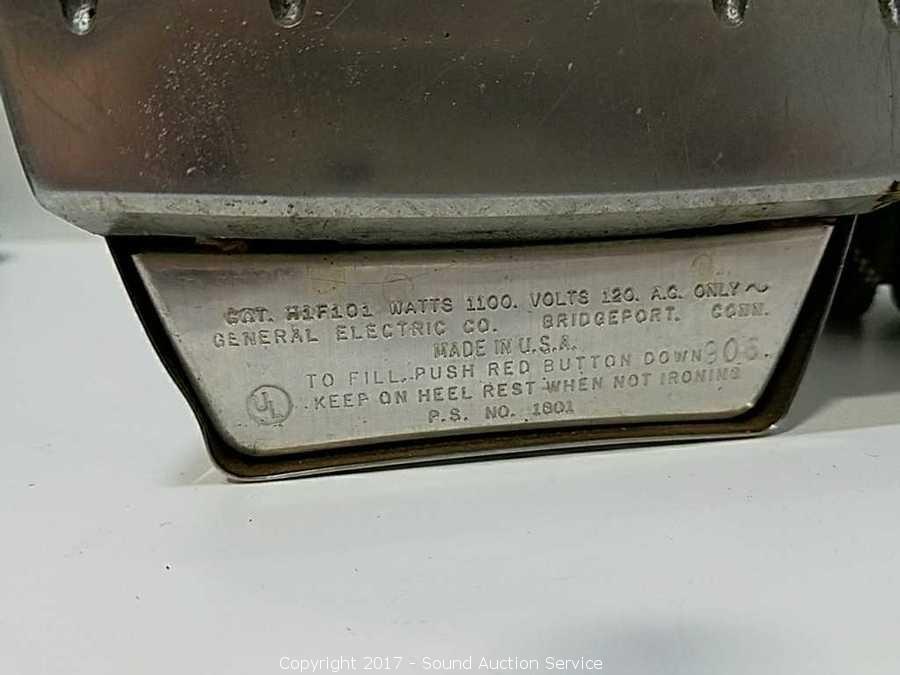 CAT. H1F101 WATTS 1100. VOLTS 120. A.C. ONLY ~
GENERAL ELECTRIC CO. BRIDGEPORT. CONN.
MADE IN U.S.A.
TO FILL. PUSH RED BUTTON DOWN 906
KEEP ON HEEL REST WHEN NOT IRONING
P.S. NO. 1801
UL
Copyright 2017 - Sound Auction Service